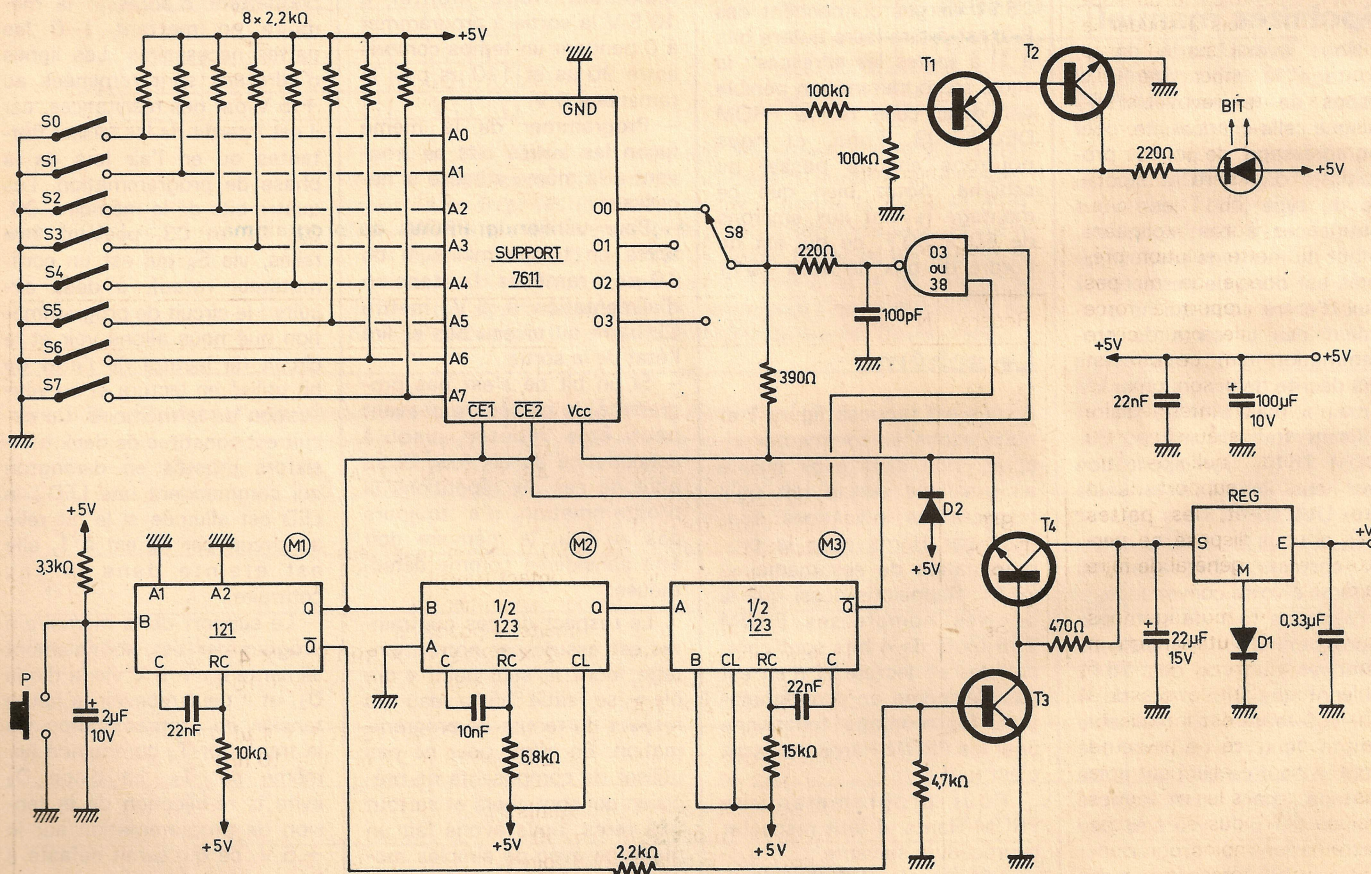 8 × 2,2kΩ
+5V
S0
S1
S2
S3
S4
S5
S6
S7
GND
A0
A1
A2
A3
A4
A5
A6
A7
SUPPORT
7611
O0
O1
O2
O3
CE1
CE2
Vcc
S8
100kΩ
100kΩ
T1
T2
BIT
220Ω
+5V
220Ω
03
ou
38
100pF
390Ω
+5V
+5V
22nF
100µF
10V
D2
+5V
T4
REG
S
E
M
+V
470Ω
22µF
15V
D1
0,33µF
T3
4,7kΩ
+5V
3,3kΩ
P
2µF
10V
M1
A1
A2
B
Q
121
Q
C
RC
22nF
10kΩ
+5V
M2
B
1/2
Q
123
A
C
RC
CL
10nF
6,8kΩ
+5V
M3
A
1/2
Q
123
B
CL
RC
C
22nF
15kΩ
+5V
2,2kΩ